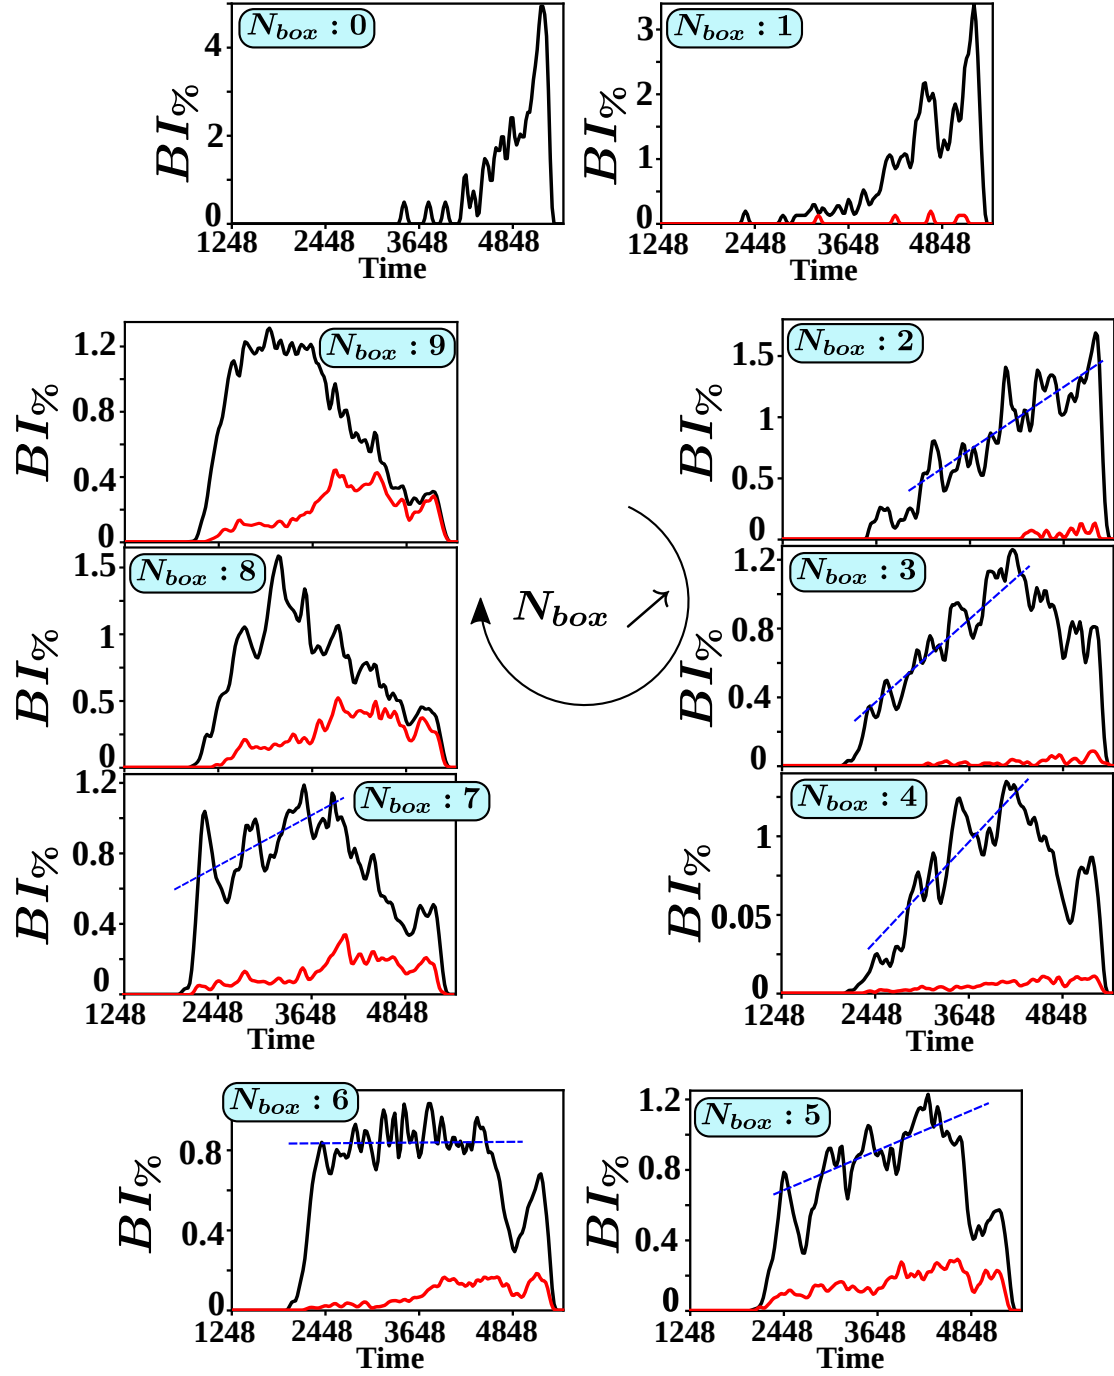 N_box : 0
4
2
0
BI%
1248 2448 3648 4848
Time
N_box : 1
3
2
1
0
BI%
1248 2448 3648 4848
Time
N_box : 9
1.2
0.8
0.4
0
BI%
N_box : 2
1.5
1
0.5
0
BI%
N_box
N_box : 8
1.5
1
0.5
0
BI%
N_box : 3
1.2
0.8
0.4
0
BI%
N_box : 7
1.2
0.8
0.4
0
BI%
1248 2448 3648 4848
Time
N_box : 4
1
0.05
0
BI%
1248 2448 3648 4848
Time
N_box : 6
0.8
0.4
0
BI%
1248 2448 3648 4848
Time
N_box : 5
1.2
0.8
0.4
0
BI%
1248 2448 3648 4848
Time